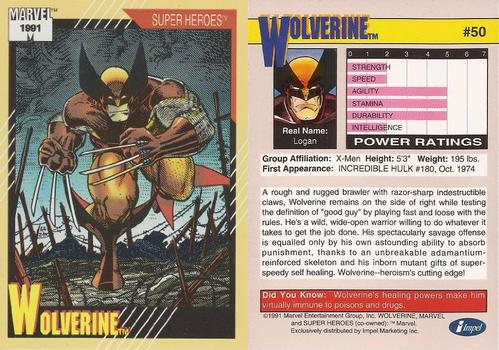 MARVEL
1991
SUPER HEROES™
WOLVERINE™
WOLVERINE™
#50
0 1 2 3 4 5 6 7
STRENGTH
SPEED
AGILITY
STAMINA
DURABILITY
INTELLIGENCE
POWER RATINGS
Real Name:
Logan
Group Affiliation: X-Men Height: 5'3" Weight: 195 lbs.
First Appearance: INCREDIBLE HULK #180, Oct. 1974
A rough and rugged brawler with razor-sharp indestructible
claws, Wolverine remains on the side of right while testing
the definition of "good guy" by playing fast and loose with the
rules. He's a wild, wide-open warrior willing to do whatever it
takes to get the job done. His spectacularly savage offense
is equalled only by his own astounding ability to absorb
punishment, thanks to an unbreakable adamantium-
reinforced skeleton and his inborn mutant gifts of super-
speedy self healing. Wolverine--heroism's cutting edge!
Did You Know: Wolverine's healing powers make him
virtually immune to poisons and drugs.
©1991 Marvel Entertainment Group, Inc. WOLVERINE, MARVEL
and SUPER HEROES (co-owned): ™ Marvel.
Exclusively distributed by Impel Marketing Inc.
Impel